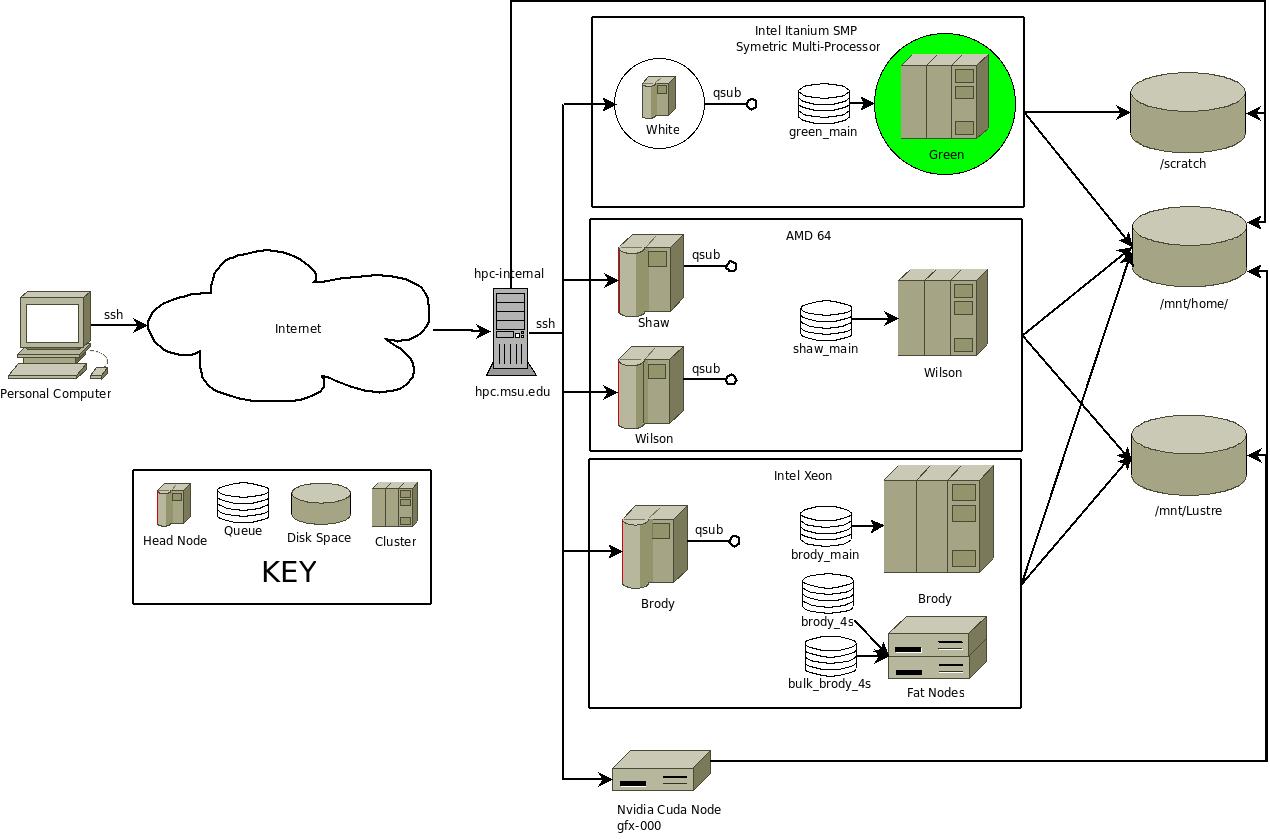 Intel Itanium SMP
Symetric Multi-Processor
White
qsub
green_main
Green
/scratch
AMD 64
qsub
Shaw
shaw_main
Wilson
qsub
Wilson
/mnt/home/
ssh
Personal Computer
Internet
hpc-internal
ssh
hpc.msu.edu
Intel Xeon
qsub
Brody
brody_main
Brody
brody_4s
bulk_brody_4s
Fat Nodes
/mnt/Lustre
Head Node
Queue
Disk Space
Cluster
KEY
Nvidia Cuda Node
gfx-000